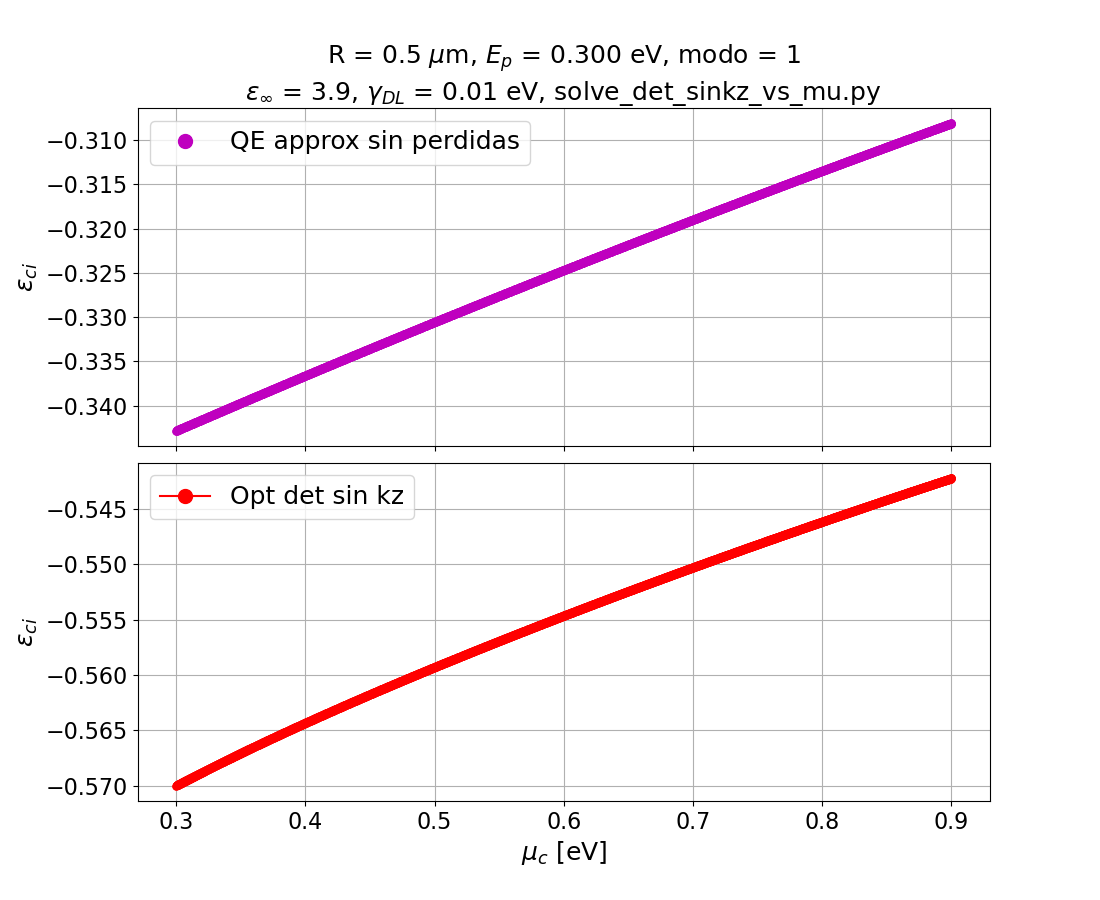 R = 0.5 μm, E_p = 0.300 eV, modo = 1
ε_∞ = 3.9, γ_DL = 0.01 eV, solve_det_sinkz_vs_mu.py
QE approx sin perdidas
−0.310
−0.315
−0.320
−0.325
−0.330
−0.335
−0.340
ε_ci
Opt det sin kz
−0.545
−0.550
−0.555
−0.560
−0.565
−0.570
ε_ci
0.3 0.4 0.5 0.6 0.7 0.8 0.9
μ_c [eV]